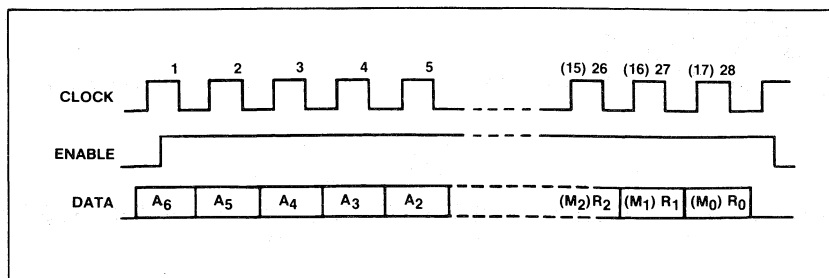 1 2 3 4 5 (15) 26 (16) 27 (17) 28
CLOCK
ENABLE
DATA A₆ A₅ A₄ A₃ A₂ (M₂)R₂ (M₁) R₁ (M₀) R₀